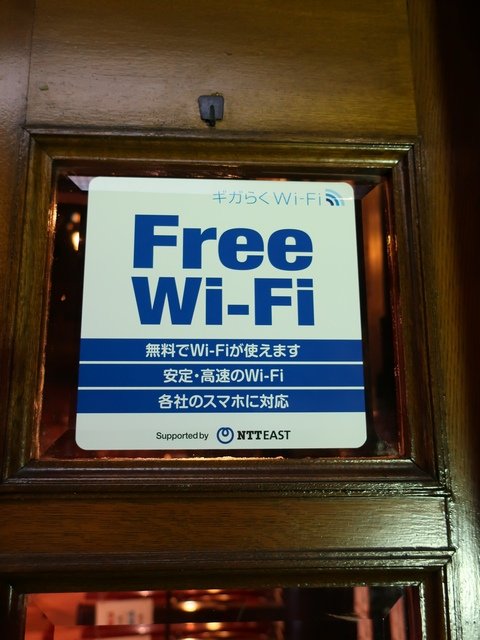 ギガらくWi-Fi
Free
Wi-Fi
無料でWi-Fiが使えます
安定・高速のWi-Fi
各社のスマホに対応
Supported by NTT EAST